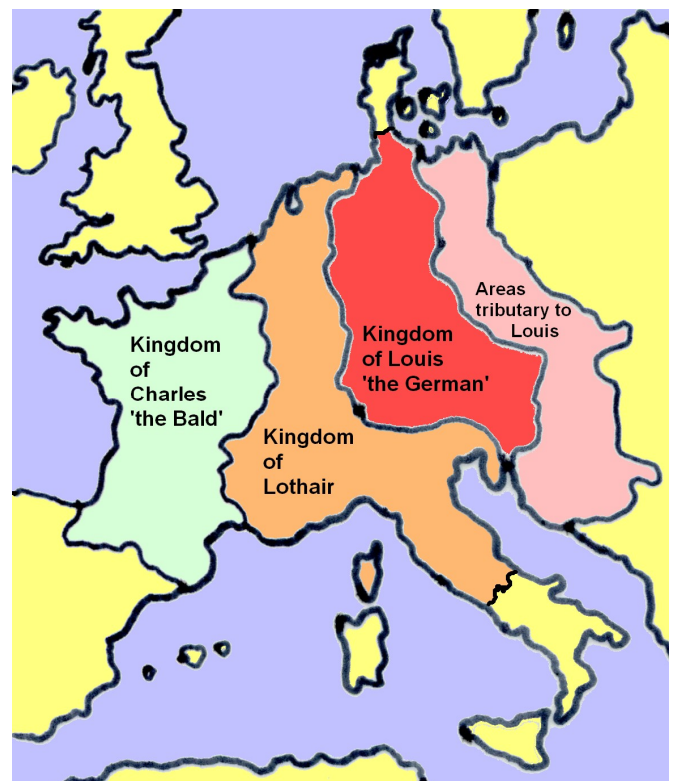 Kingdom
of
Charles
'the Bald'
Kingdom
of
Lothair
Kingdom
of Louis
'the German'
Areas
tributary to
Louis